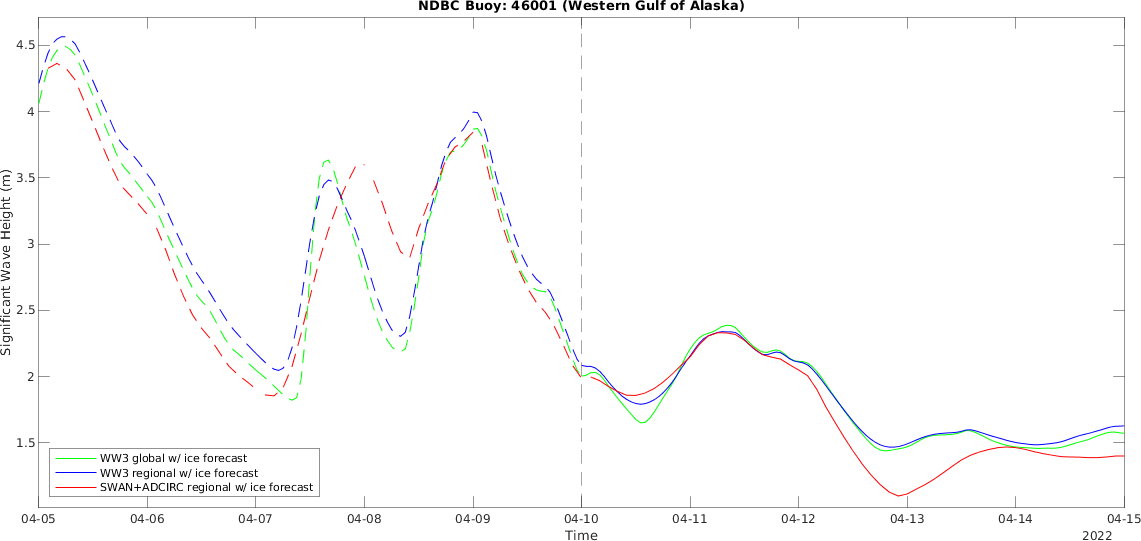 NDBC Buoy: 46001 (Western Gulf of Alaska)
Significant Wave Height (m)
4.5
4
3.5
3
2.5
2
1.5
WW3 global w/ ice forecast
WW3 regional w/ ice forecast
SWAN+ADCIRC regional w/ ice forecast
04-05 04-06 04-07 04-08 04-09 04-10 04-11 04-12 04-13 04-14 04-15
Time
2022